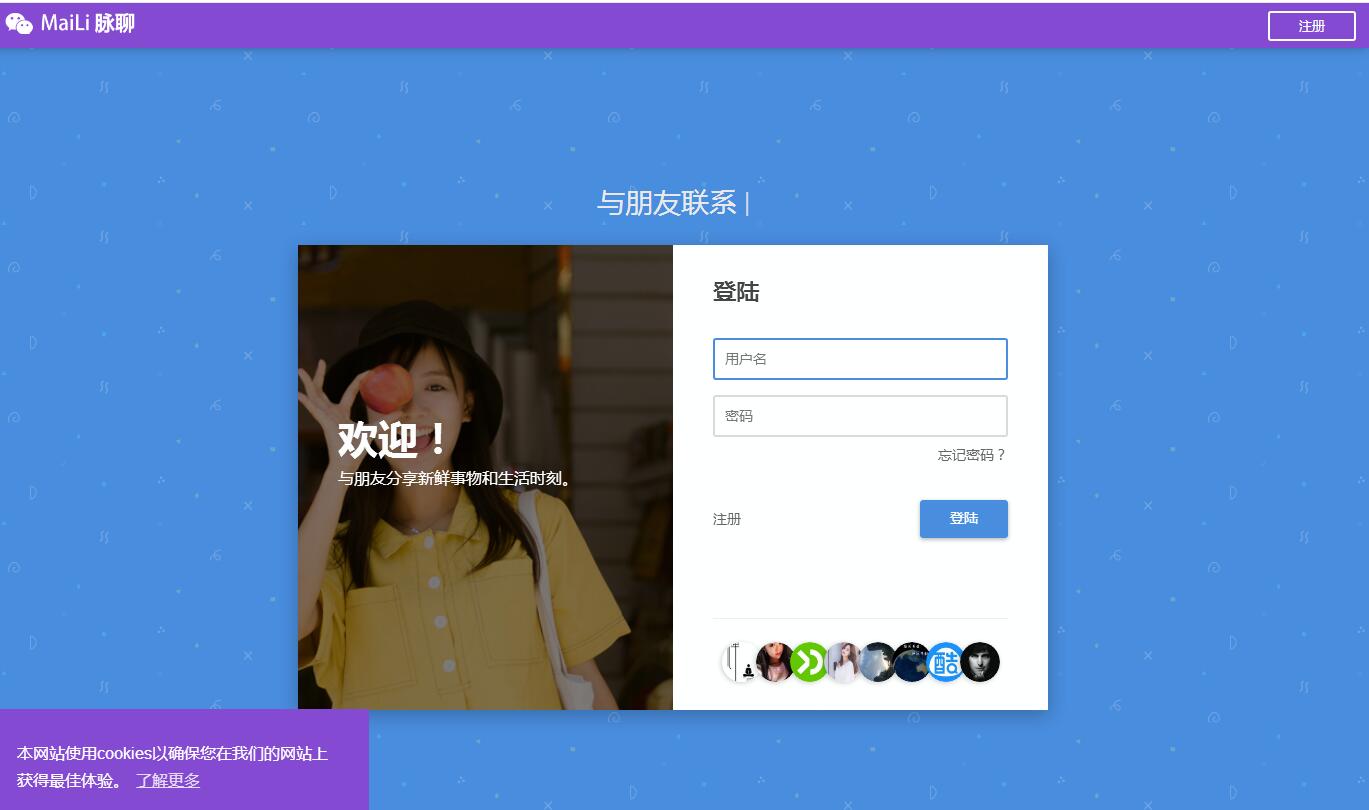 MaiLi 脉聊
注册
与朋友联系 |
登陆
用户名
密码
忘记密码？
欢迎！
与朋友分享新鲜事物和生活时刻。
注册
登陆
酷
本网站使用cookies以确保您在我们的网站上
获得最佳体验。 了解更多